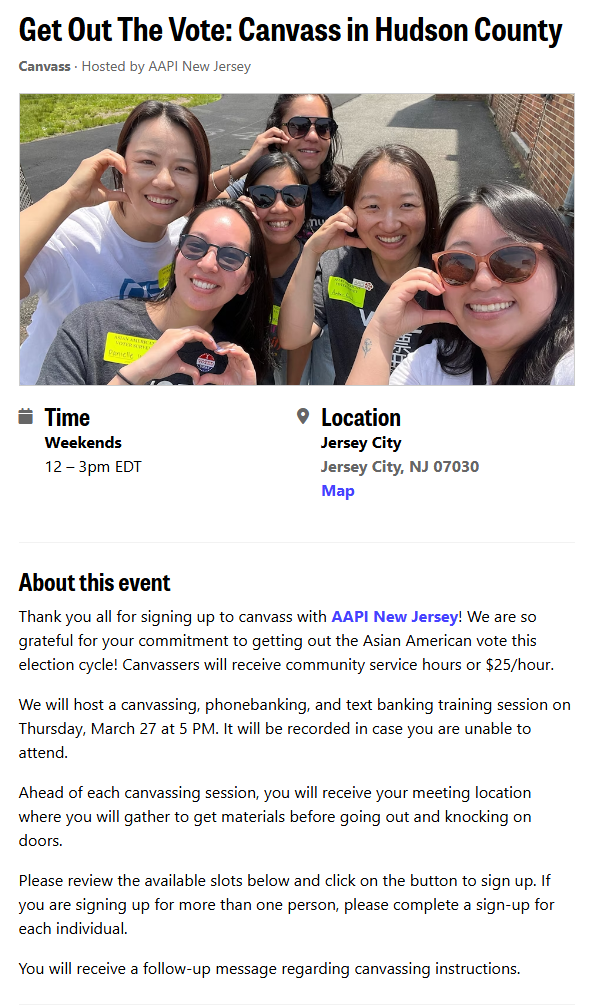 Get Out The Vote: Canvass in Hudson County
Canvass · Hosted by AAPI New Jersey
ASIAN AMERICAN
Danielle
Time
Weekends
12 – 3pm EDT
Location
Jersey City
Jersey City, NJ 07030
Map
About this event
Thank you all for signing up to canvass with AAPI New Jersey! We are so
grateful for your commitment to getting out the Asian American vote this
election cycle! Canvassers will receive community service hours or $25/hour.
We will host a canvassing, phonebanking, and text banking training session on
Thursday, March 27 at 5 PM. It will be recorded in case you are unable to
attend.
Ahead of each canvassing session, you will receive your meeting location
where you will gather to get materials before going out and knocking on
doors.
Please review the available slots below and click on the button to sign up. If
you are signing up for more than one person, please complete a sign-up for
each individual.
You will receive a follow-up message regarding canvassing instructions.